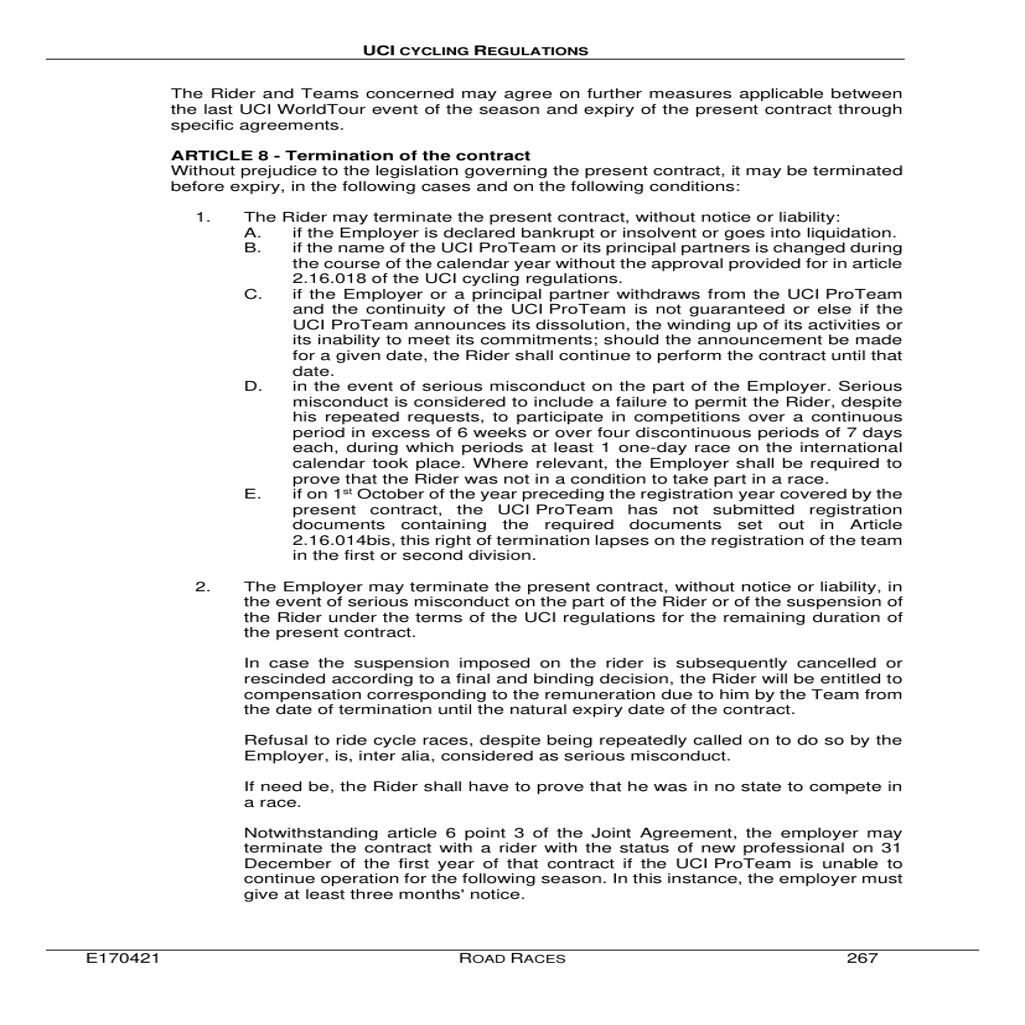 UCI CYCLING REGULATIONS
The Rider and Teams concerned may agree on further measures applicable between
the last UCI WorldTour event of the season and expiry of the present contract through
specific agreements.
ARTICLE 8 - Termination of the contract
Without prejudice to the legislation governing the present contract, it may be terminated
before expiry, in the following cases and on the following conditions:
1. The Rider may terminate the present contract, without notice or liability:
A. if the Employer is declared bankrupt or insolvent or goes into liquidation.
B. if the name of the UCI ProTeam or its principal partners is changed during
the course of the calendar year without the approval provided for in article
2.16.018 of the UCI cycling regulations.
C. if the Employer or a principal partner withdraws from the UCI ProTeam
and the continuity of the UCI ProTeam is not guaranteed or else if the
UCI ProTeam announces its dissolution, the winding up of its activities or
its inability to meet its commitments; should the announcement be made
for a given date, the Rider shall continue to perform the contract until that
date.
D. in the event of serious misconduct on the part of the Employer. Serious
misconduct is considered to include a failure to permit the Rider, despite
his repeated requests, to participate in competitions over a continuous
period in excess of 6 weeks or over four discontinuous periods of 7 days
each, during which periods at least 1 one-day race on the international
calendar took place. Where relevant, the Employer shall be required to
prove that the Rider was not in a condition to take part in a race.
E. if on 1st October of the year preceding the registration year covered by the
present contract, the UCI ProTeam has not submitted registration
documents containing the required documents set out in Article
2.16.014bis, this right of termination lapses on the registration of the team
in the first or second division.
2. The Employer may terminate the present contract, without notice or liability, in
the event of serious misconduct on the part of the Rider or of the suspension of
the Rider under the terms of the UCI regulations for the remaining duration of
the present contract.
In case the suspension imposed on the rider is subsequently cancelled or
rescinded according to a final and binding decision, the Rider will be entitled to
compensation corresponding to the remuneration due to him by the Team from
the date of termination until the natural expiry date of the contract.
Refusal to ride cycle races, despite being repeatedly called on to do so by the
Employer, is, inter alia, considered as serious misconduct.
If need be, the Rider shall have to prove that he was in no state to compete in
a race.
Notwithstanding article 6 point 3 of the Joint Agreement, the employer may
terminate the contract with a rider with the status of new professional on 31
December of the first year of that contract if the UCI ProTeam is unable to
continue operation for the following season. In this instance, the employer must
give at least three months' notice.
E170421 ROAD RACES 267